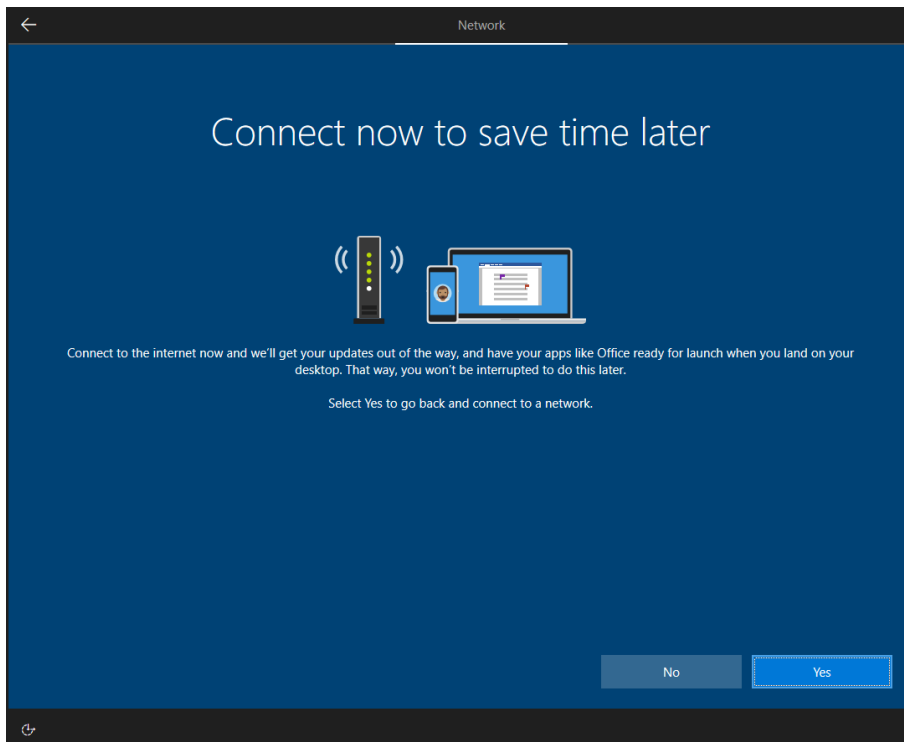 Network
Connect now to save time later
Connect to the internet now and we'll get your updates out of the way, and have your apps like Office ready for launch when you land on your
desktop. That way, you won't be interrupted to do this later.
Select Yes to go back and connect to a network.
No
Yes